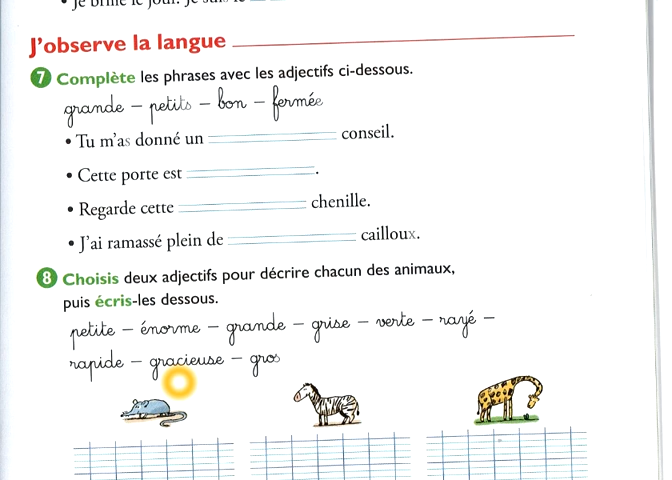 J'observe la langue
7 Complète les phrases avec les adjectifs ci-dessous.
grande – petits – bon – fermée
• Tu m'as donné un conseil.
• Cette porte est .
• Regarde cette chenille.
• J'ai ramassé plein de cailloux.
8 Choisis deux adjectifs pour décrire chacun des animaux,
puis écris-les dessous.
petite – énorme – grande – grise – verte – rayé –
rapide – gracieuse – gros